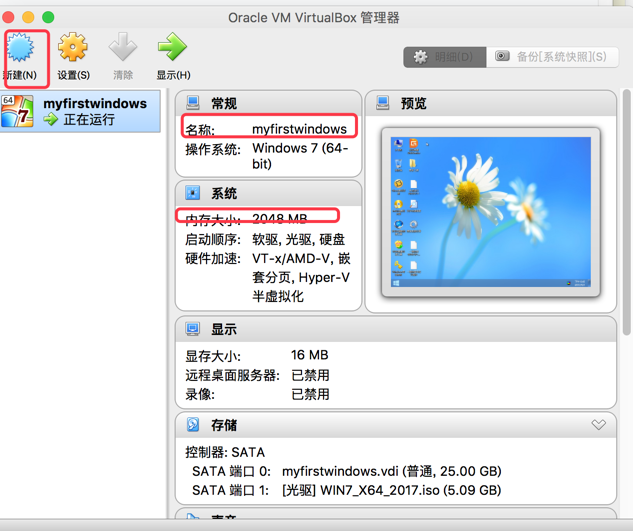 Oracle VM VirtualBox 管理器
新建(N)
设置(S)
清除
显示(H)
明细(D)
备份[系统快照](S)
64
7
myfirstwindows
正在运行
常规
名称: myfirstwindows
操作系统: Windows 7 (64-
bit)
预览
系统
内存大小: 2048 MB
启动顺序: 软驱, 光驱, 硬盘
硬件加速: VT-x/AMD-V, 嵌
套分页, Hyper-V
半虚拟化
显示
显存大小: 16 MB
远程桌面服务器: 已禁用
录像: 已禁用
存储
控制器: SATA
SATA 端口 0: myfirstwindows.vdi (普通, 25.00 GB)
SATA 端口 1: [光驱] WIN7_X64_2017.iso (5.09 GB)
声音